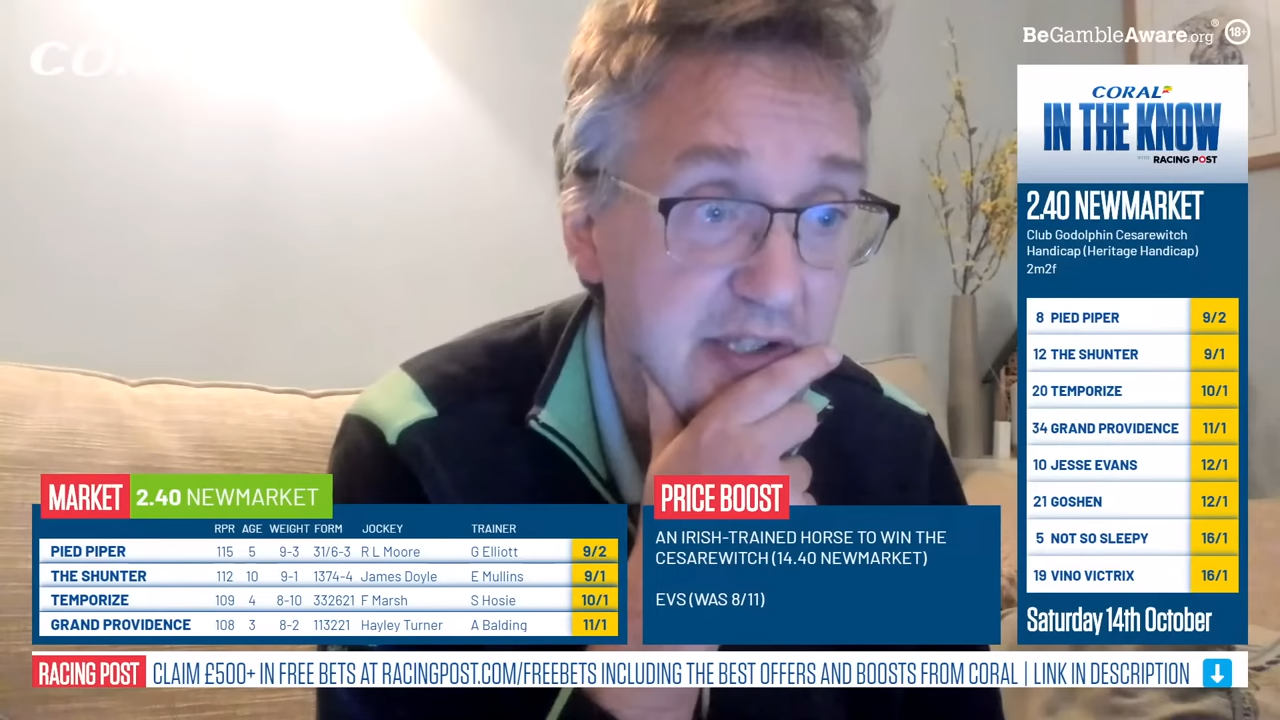 CORAL
BeGambleAware.org® 18+
CORAL
IN THE KNOW
WITH RACING POST
2.40 NEWMARKET
Club Godolphin Cesarewitch
Handicap (Heritage Handicap)
2m2f
8 PIED PIPER 9/2
12 THE SHUNTER 9/1
20 TEMPORIZE 10/1
34 GRAND PROVIDENCE 11/1
10 JESSE EVANS 12/1
21 GOSHEN 12/1
5 NOT SO SLEEPY 16/1
19 VINO VICTRIX 16/1
Saturday 14th October
MARKET 2.40 NEWMARKET
RPR AGE WEIGHT FORM JOCKEY TRAINER
PIED PIPER 115 5 9-3 31/6-3 R L Moore G Elliott 9/2
THE SHUNTER 112 10 9-1 1374-4 James Doyle E Mullins 9/1
TEMPORIZE 109 4 8-10 332621 F Marsh S Hosie 10/1
GRAND PROVIDENCE 108 3 8-2 113221 Hayley Turner A Balding 11/1
PRICE BOOST
AN IRISH-TRAINED HORSE TO WIN THE
CESAREWITCH (14.40 NEWMARKET)
EVS (WAS 8/11)
RACING POST CLAIM £500+ IN FREE BETS AT RACINGPOST.COM/FREEBETS INCLUDING THE BEST OFFERS AND BOOSTS FROM CORAL | LINK IN DESCRIPTION